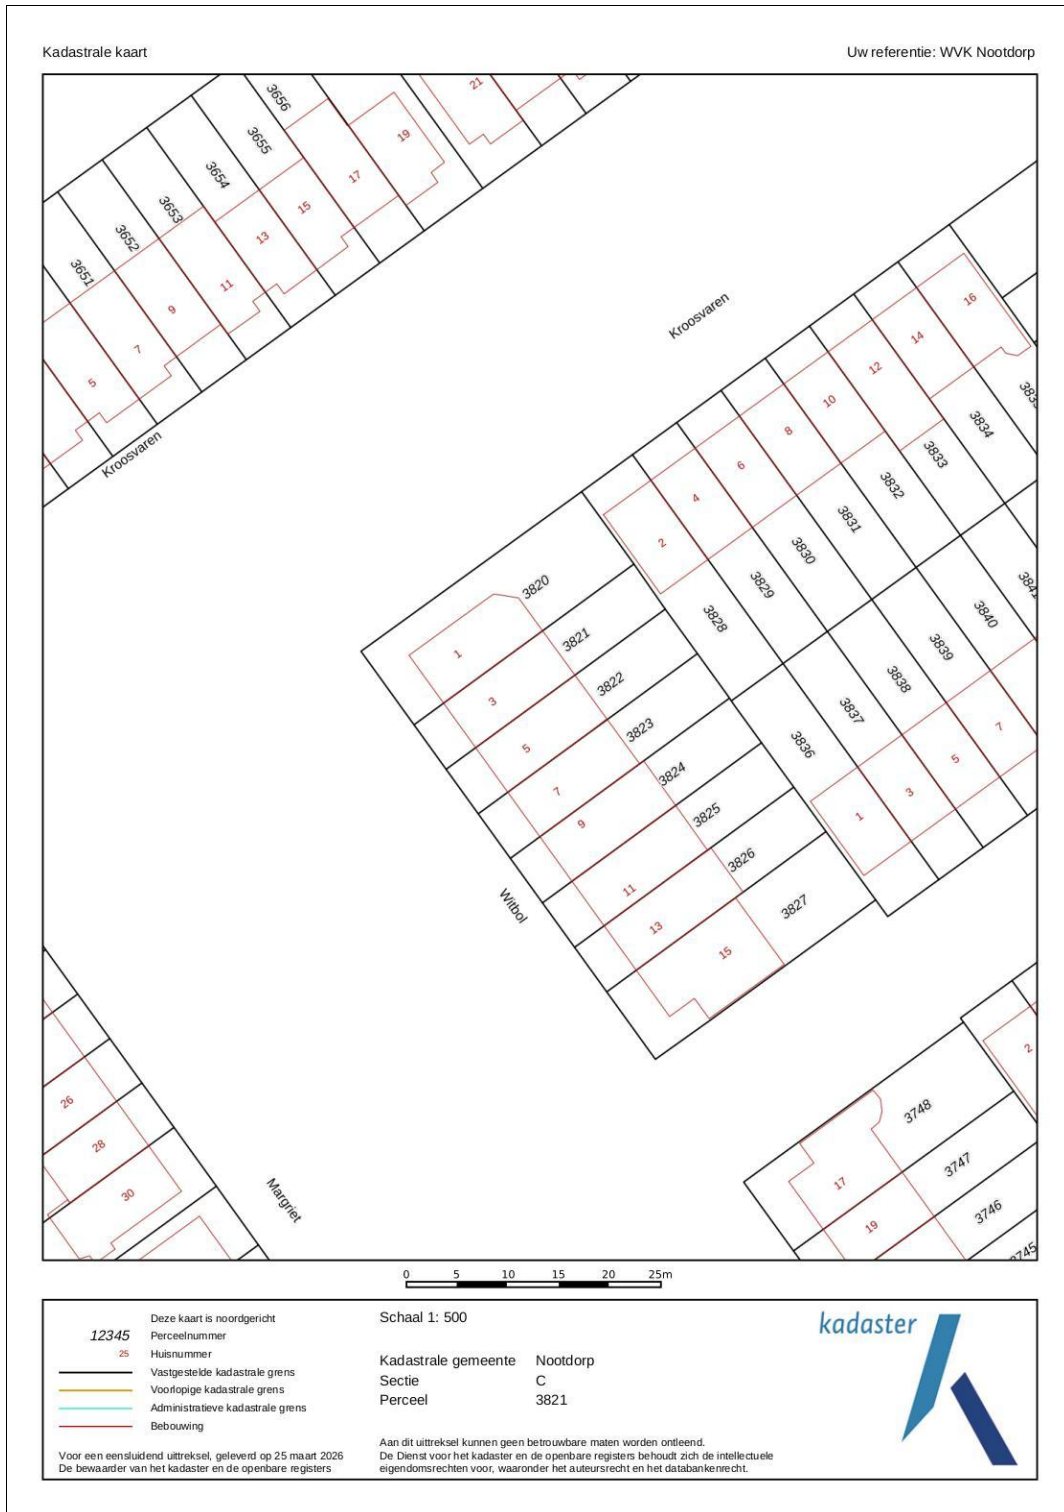 Kadastrale kaart
Uw referentie: WVK Nootdorp
3656
21
3655
19
3654
17
3653
15
3652
13
3651
11
9
7
5
Kroosvaren
Kroosvaren
16
14
12
10
8
6
4
2
3834
3833
3832
3831
3830
3829
3828
3820
1
3821
3
3822
5
3823
7
3824
9
3825
11
3826
13
3827
15
3840
3839
3838
3837
3836
7
5
3
1
Witbol
26
28
30
Margriet
2
3748
17
3747
19
3746
0 5 10 15 20 25m
Deze kaart is noordgericht
12345 Perceelnummer
25 Huisnummer
Vastgestelde kadastrale grens
Voorlopige kadastrale grens
Administratieve kadastrale grens
Bebouwing
Voor een eensluidend uittreksel, geleverd op 25 maart 2026
De bewaarder van het kadaster en de openbare registers
Schaal 1: 500
Kadastrale gemeente Nootdorp
Sectie C
Perceel 3821
Aan dit uittreksel kunnen geen betrouwbare maten worden ontleend.
De Dienst voor het kadaster en de openbare registers behoudt zich de intellectuele
eigendomsrechten voor, waaronder het auteursrecht en het databankenrecht.
kadaster